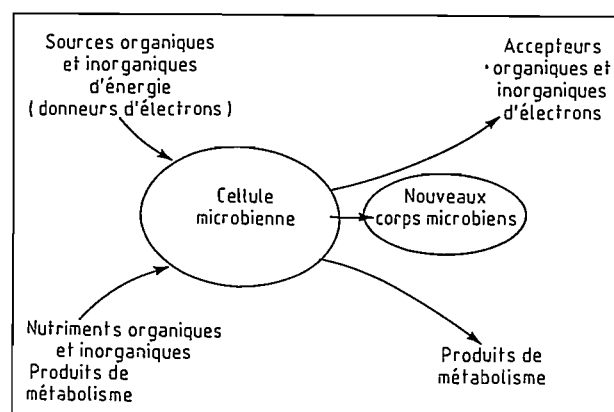 Sources organiques
et inorganiques
d'énergie
(donneurs d'électrons)
Accepteurs
organiques et
inorganiques
d'électrons
Cellule
microbienne
Nouveaux
corps microbiens
Nutriments organiques
et inorganiques
Produits de
métabolisme
Produits de
métabolisme